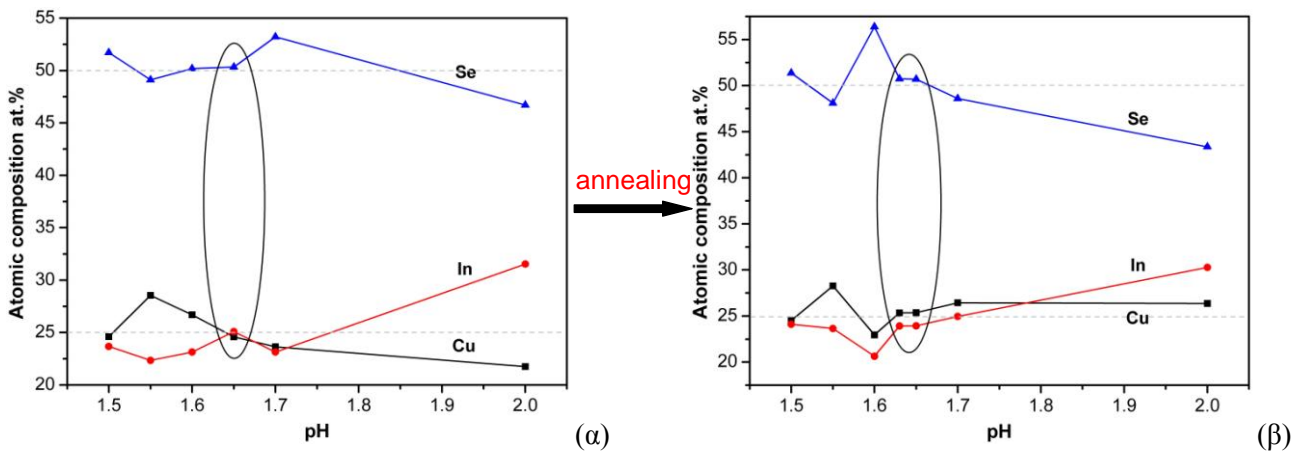 Atomic composition at.%
55
50
45
40
35
30
25
20
Se
In
Cu
1.5 1.6 1.7 1.8 1.9 2.0
pH
(α)
annealing
Atomic composition at.%
55
50
45
40
35
30
25
20
Se
In
Cu
1.5 1.6 1.7 1.8 1.9 2.0
pH
(β)